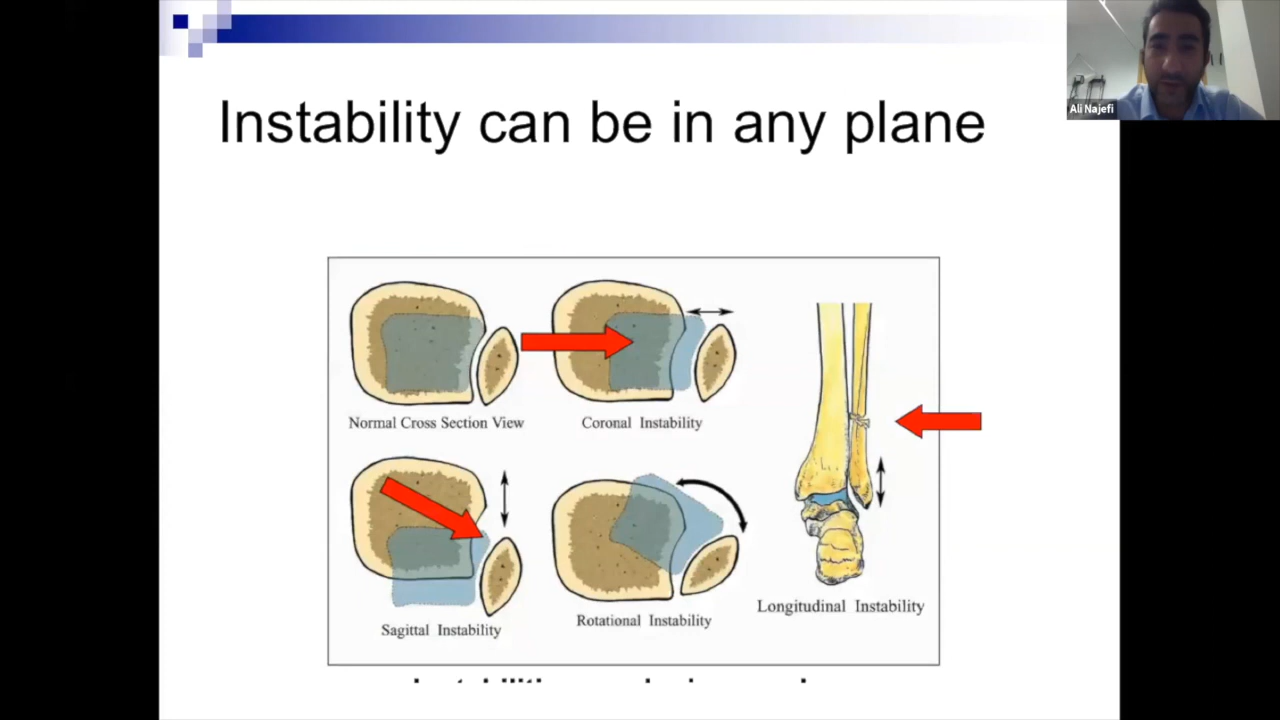 Instability can be in any plane
Ali Najefi
Normal Cross Section View
Coronal Instability
Sagittal Instability
Rotational Instability
Longitudinal Instability